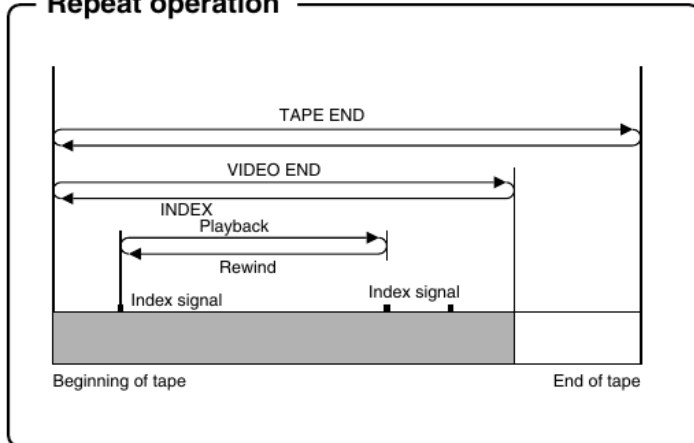 Repeat operation
TAPE END
VIDEO END
INDEX
Playback
Rewind
Index signal
Index signal
Beginning of tape
End of tape